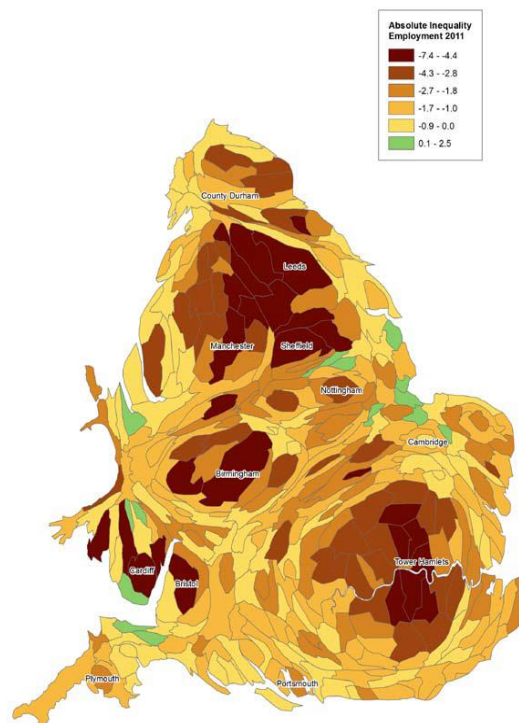 Absolute Inequality
Employment 2011
-7.4 - -4.4
-4.3 - -2.8
-2.7 - -1.8
-1.7 - -1.0
-0.9 - 0.0
0.1 - 2.5
County Durham
Leeds
Manchester
Sheffield
Nottingham
Cambridge
Birmingham
Tower Hamlets
Cardiff
Bristol
Plymouth
Portsmouth